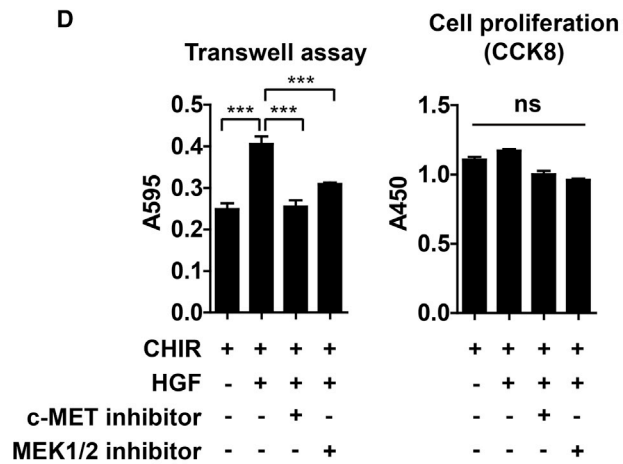 D
Transwell assay
***
*** ***
0.5
0.4
0.3
0.2
0.1
0.0
A595
Cell proliferation
(CCK8)
ns
1.5
1.0
0.5
0.0
A450
CHIR + + + + + + + +
HGF - + + + - + + +
c-MET inhibitor - - + - - - + -
MEK1/2 inhibitor - - - + - - - +